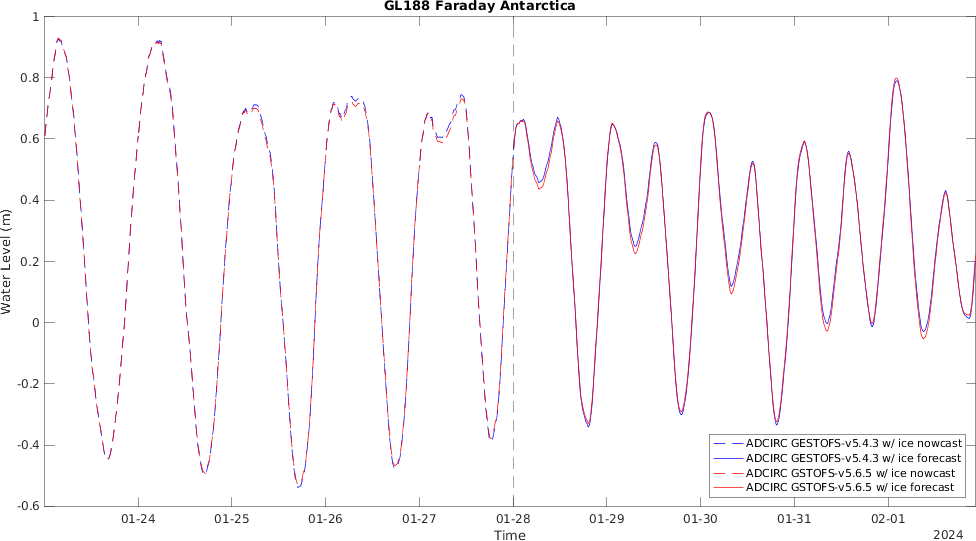 GL188 Faraday Antarctica
1
0.8
0.6
0.4
0.2
0
-0.2
-0.4
-0.6
Water Level (m)
ADCIRC GESTOFS-v5.4.3 w/ ice nowcast
ADCIRC GESTOFS-v5.4.3 w/ ice forecast
ADCIRC GSTOFS-v5.6.5 w/ ice nowcast
ADCIRC GSTOFS-v5.6.5 w/ ice forecast
01-24 01-25 01-26 01-27 01-28 01-29 01-30 01-31 02-01
Time
2024